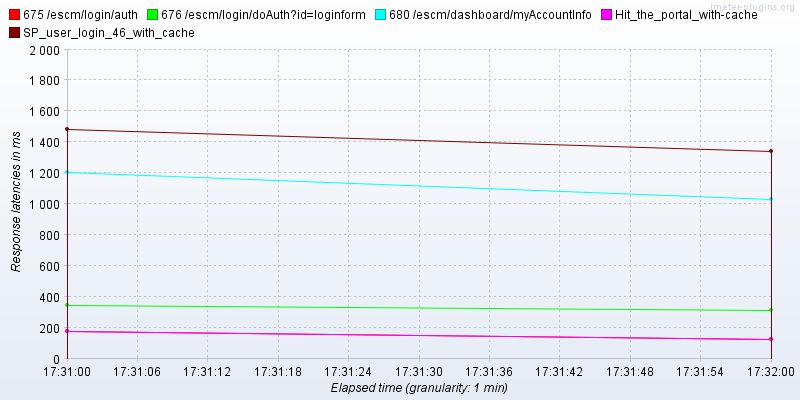 jmeter-plugins.org
675 /escm/login/auth 676 /escm/login/doAuth?id=loginform 680 /escm/dashboard/myAccountInfo Hit_the_portal_with-cache
SP_user_login_46_with_cache
2 000
1 800
1 600
1 400
1 200
1 000
800
600
400
200
0
Response latencies in ms
17:31:00 17:31:06 17:31:12 17:31:18 17:31:24 17:31:30 17:31:36 17:31:42 17:31:48 17:31:54 17:32:00
Elapsed time (granularity: 1 min)